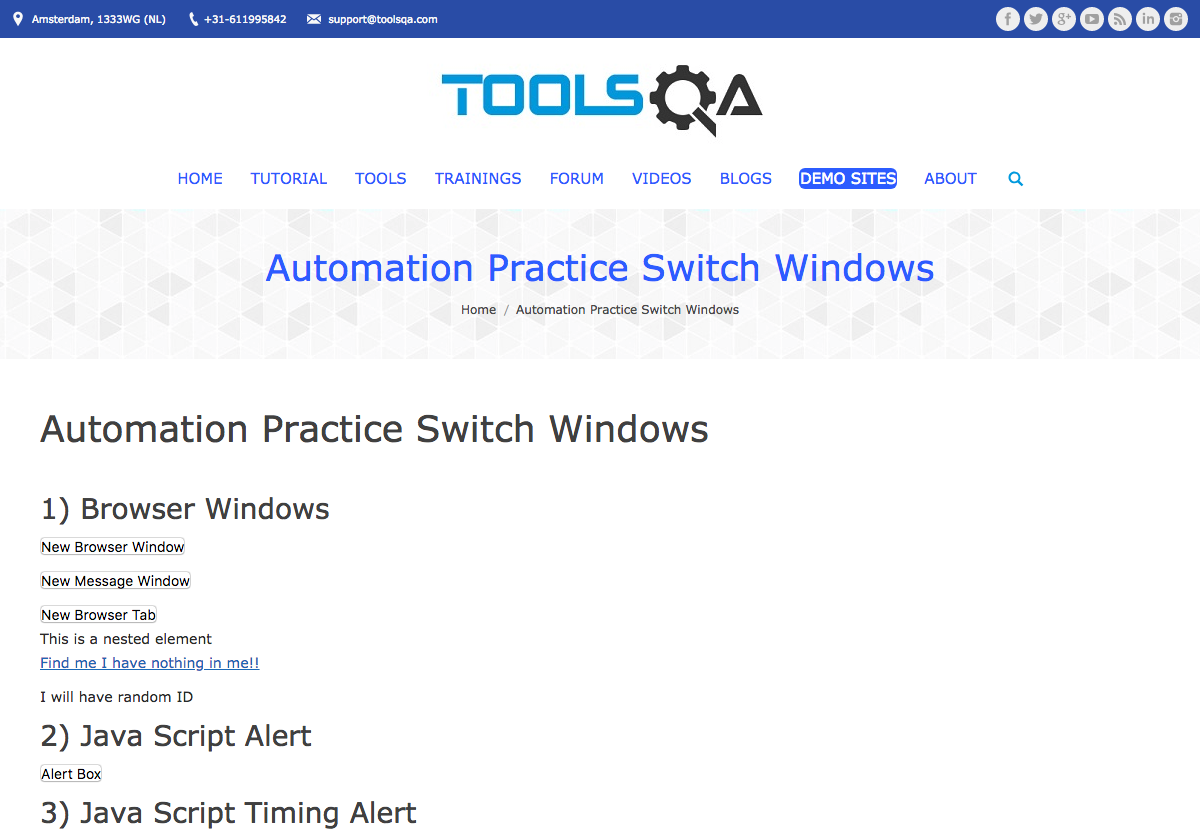 Amsterdam, 1333WG (NL) +31-611995842 support@toolsqa.com
TOOLSQA
HOME TUTORIAL TOOLS TRAININGS FORUM VIDEOS BLOGS DEMO SITES ABOUT
Automation Practice Switch Windows
Home / Automation Practice Switch Windows
Automation Practice Switch Windows
1) Browser Windows
New Browser Window
New Message Window
New Browser Tab
This is a nested element
Find me I have nothing in me!!
I will have random ID
2) Java Script Alert
Alert Box
3) Java Script Timing Alert